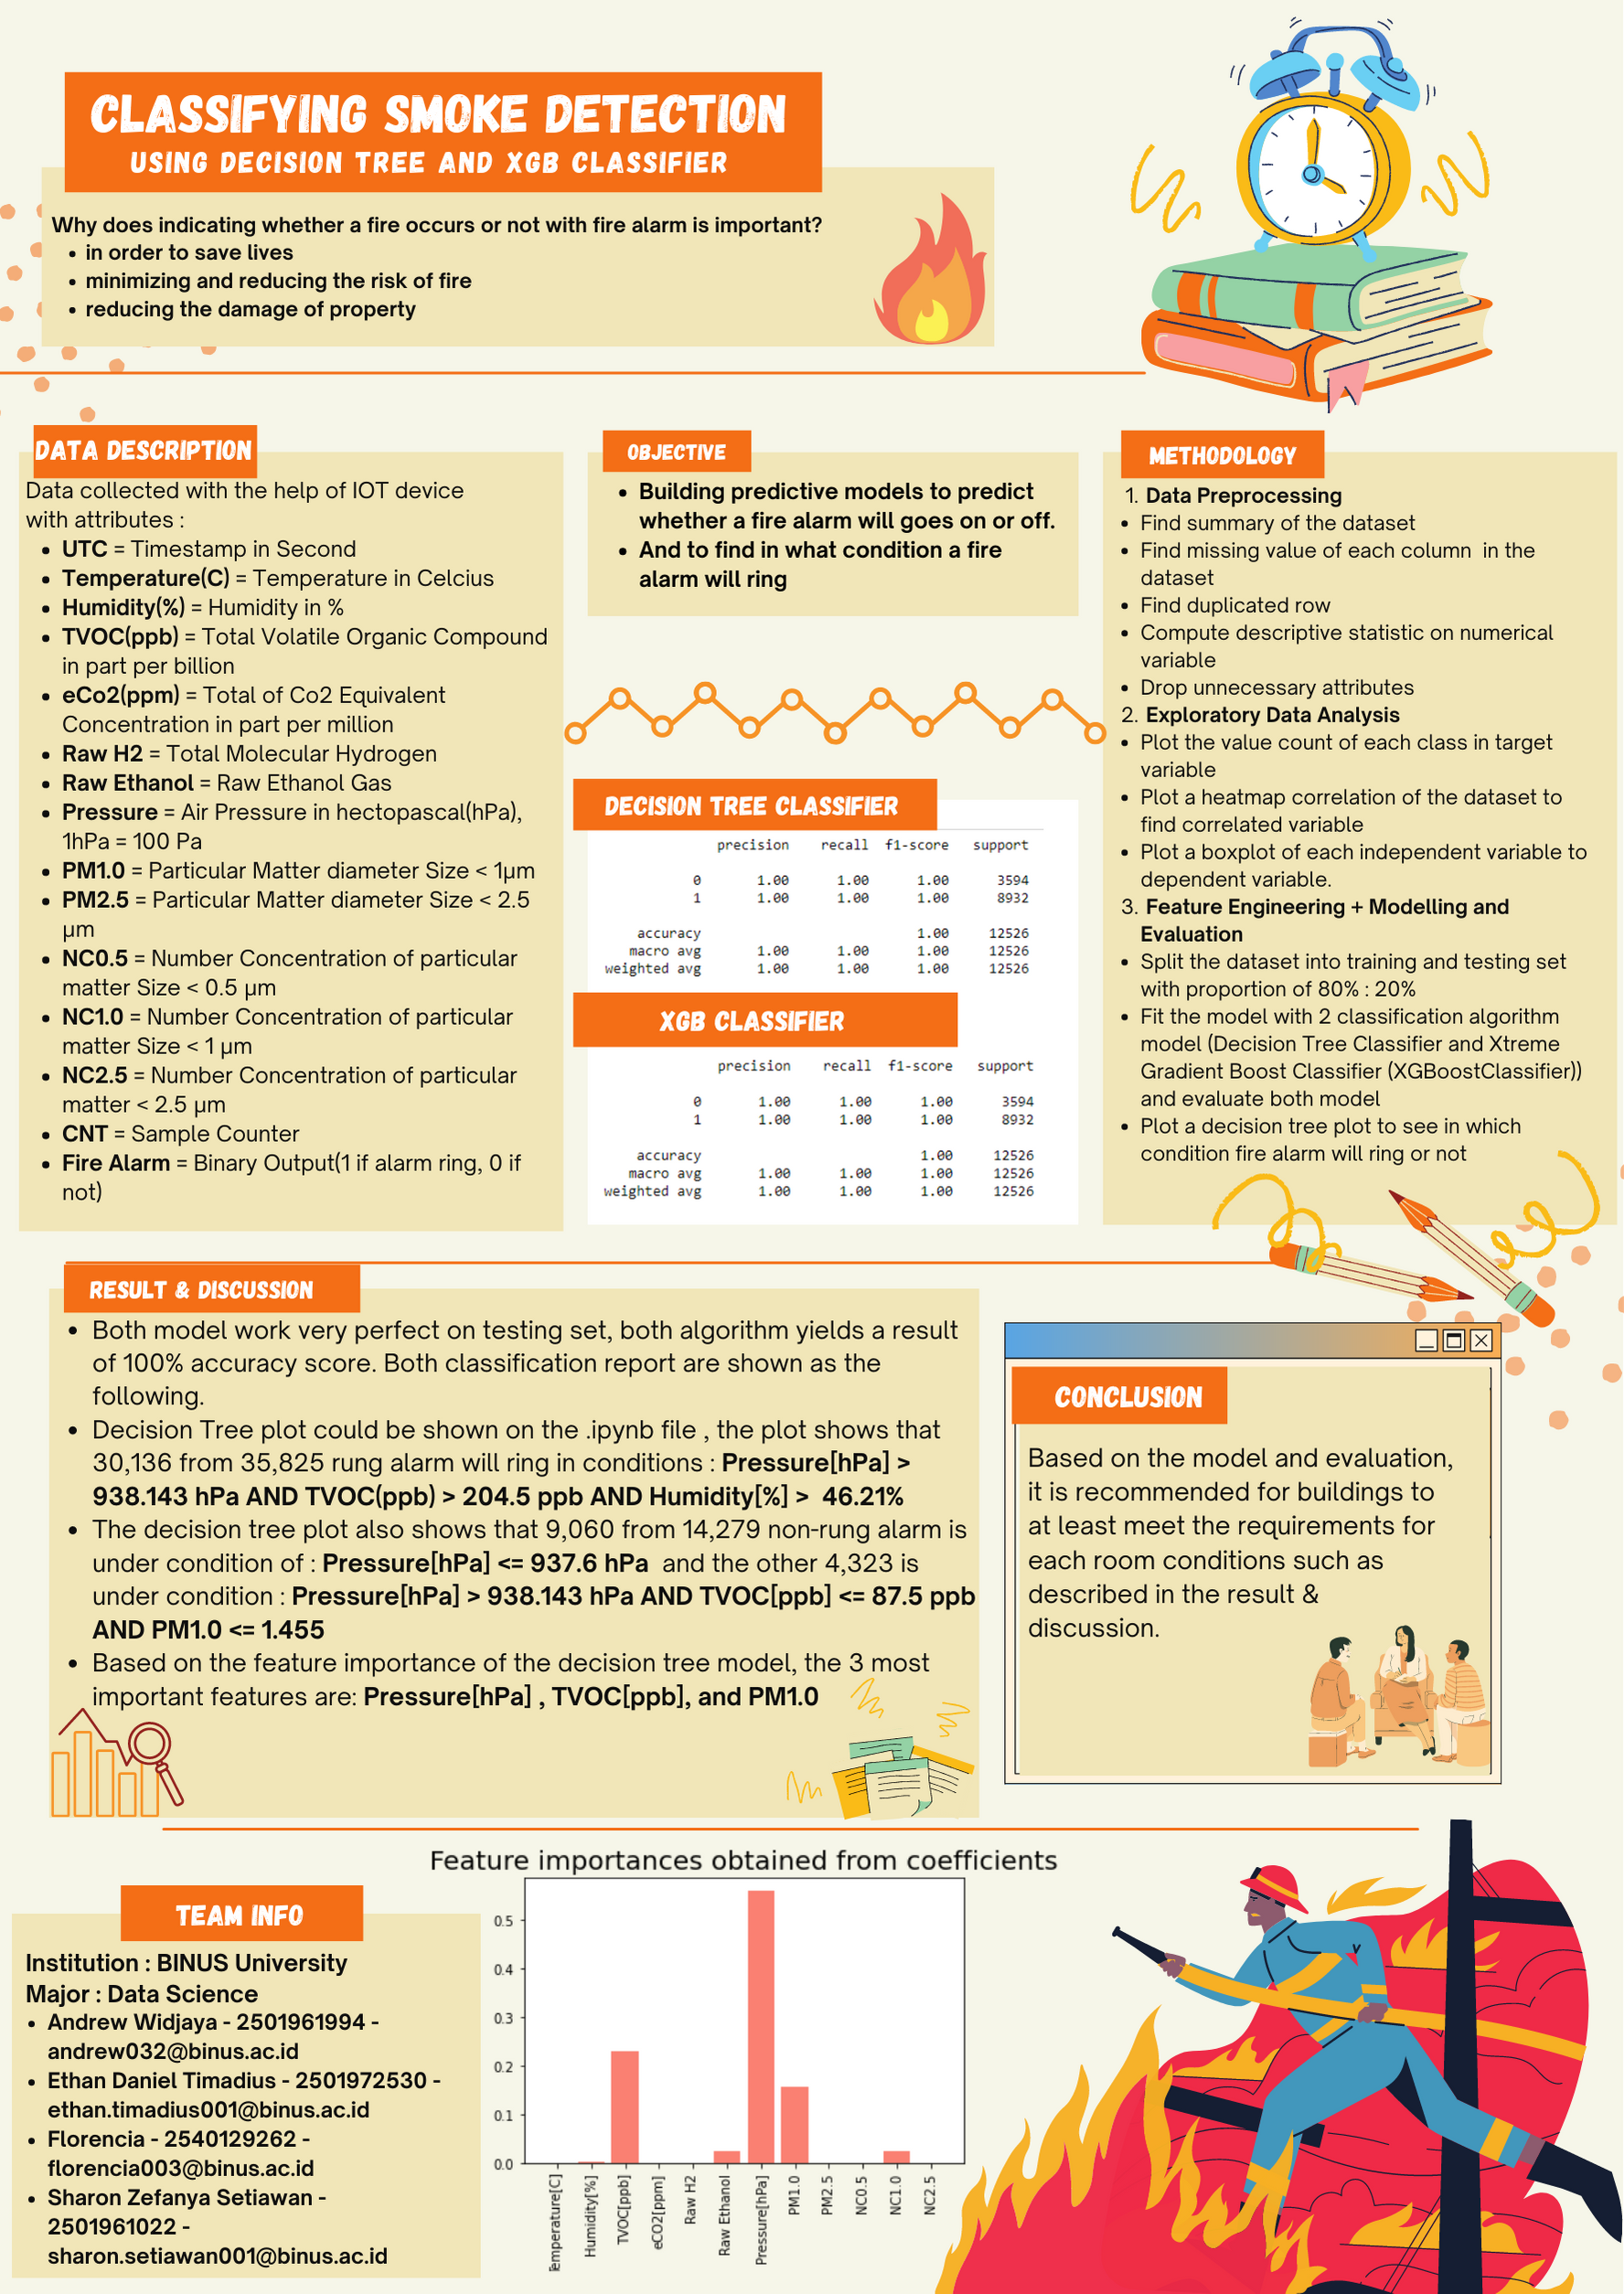 CLASSIFYING SMOKE DETECTION
USING DECISION TREE AND XGB CLASSIFIER
Why does indicating whether a fire occurs or not with fire alarm is important?
• in order to save lives
• minimizing and reducing the risk of fire
• reducing the damage of property
DATA DESCRIPTION
Data collected with the help of IOT device
with attributes :
• UTC = Timestamp in Second
• Temperature(C) = Temperature in Celcius
• Humidity(%) = Humidity in %
• TVOC(ppb) = Total Volatile Organic Compound
in part per billion
• eCo2(ppm) = Total of Co2 Equivalent
Concentration in part per million
• Raw H2 = Total Molecular Hydrogen
• Raw Ethanol = Raw Ethanol Gas
• Pressure = Air Pressure in hectopascal(hPa),
1hPa = 100 Pa
• PM1.0 = Particular Matter diameter Size < 1µm
• PM2.5 = Particular Matter diameter Size < 2.5
µm
• NC0.5 = Number Concentration of particular
matter Size < 0.5 µm
• NC1.0 = Number Concentration of particular
matter Size < 1 µm
• NC2.5 = Number Concentration of particular
matter < 2.5 µm
• CNT = Sample Counter
• Fire Alarm = Binary Output(1 if alarm ring, 0 if
not)
OBJECTIVE
• Building predictive models to predict
whether a fire alarm will goes on or off.
• And to find in what condition a fire
alarm will ring
DECISION TREE CLASSIFIER
precision recall f1-score support
0 1.00 1.00 1.00 3594
1 1.00 1.00 1.00 8932
accuracy 1.00 12526
macro avg 1.00 1.00 1.00 12526
weighted avg 1.00 1.00 1.00 12526
XGB CLASSIFIER
precision recall f1-score support
0 1.00 1.00 1.00 3594
1 1.00 1.00 1.00 8932
accuracy 1.00 12526
macro avg 1.00 1.00 1.00 12526
weighted avg 1.00 1.00 1.00 12526
METHODOLOGY
1. Data Preprocessing
• Find summary of the dataset
• Find missing value of each column in the
dataset
• Find duplicated row
• Compute descriptive statistic on numerical
variable
• Drop unnecessary attributes
2. Exploratory Data Analysis
• Plot the value count of each class in target
variable
• Plot a heatmap correlation of the dataset to
find correlated variable
• Plot a boxplot of each independent variable to
dependent variable.
3. Feature Engineering + Modelling and
Evaluation
• Split the dataset into training and testing set
with proportion of 80% : 20%
• Fit the model with 2 classification algorithm
model (Decision Tree Classifier and Xtreme
Gradient Boost Classifier (XGBoostClassifier))
and evaluate both model
• Plot a decision tree plot to see in which
condition fire alarm will ring or not
RESULT & DISCUSSION
• Both model work very perfect on testing set, both algorithm yields a result
of 100% accuracy score. Both classification report are shown as the
following.
• Decision Tree plot could be shown on the .ipynb file , the plot shows that
30,136 from 35,825 rung alarm will ring in conditions : Pressure[hPa] >
938.143 hPa AND TVOC(ppb) > 204.5 ppb AND Humidity[%] > 46.21%
• The decision tree plot also shows that 9,060 from 14,279 non-rung alarm is
under condition of : Pressure[hPa] <= 937.6 hPa and the other 4,323 is
under condition : Pressure[hPa] > 938.143 hPa AND TVOC[ppb] <= 87.5 ppb
AND PM1.0 <= 1.455
• Based on the feature importance of the decision tree model, the 3 most
important features are: Pressure[hPa] , TVOC[ppb], and PM1.0
CONCLUSION
Based on the model and evaluation,
it is recommended for buildings to
at least meet the requirements for
each room conditions such as
described in the result &
discussion.
TEAM INFO
Institution : BINUS University
Major : Data Science
• Andrew Widjaya - 2501961994 -
andrew032@binus.ac.id
• Ethan Daniel Timadius - 2501972530 -
ethan.timadius001@binus.ac.id
• Florencia - 2540129262 -
florencia003@binus.ac.id
• Sharon Zefanya Setiawan -
2501961022 -
sharon.setiawan001@binus.ac.id
Feature importances obtained from coefficients
0.5
0.4
0.3
0.2
0.1
0.0
Temperature[C]
Humidity[%]
TVOC[ppb]
eCO2[ppm]
Raw H2
Raw Ethanol
Pressure[hPa]
PM1.0
PM2.5
NC0.5
NC1.0
NC2.5